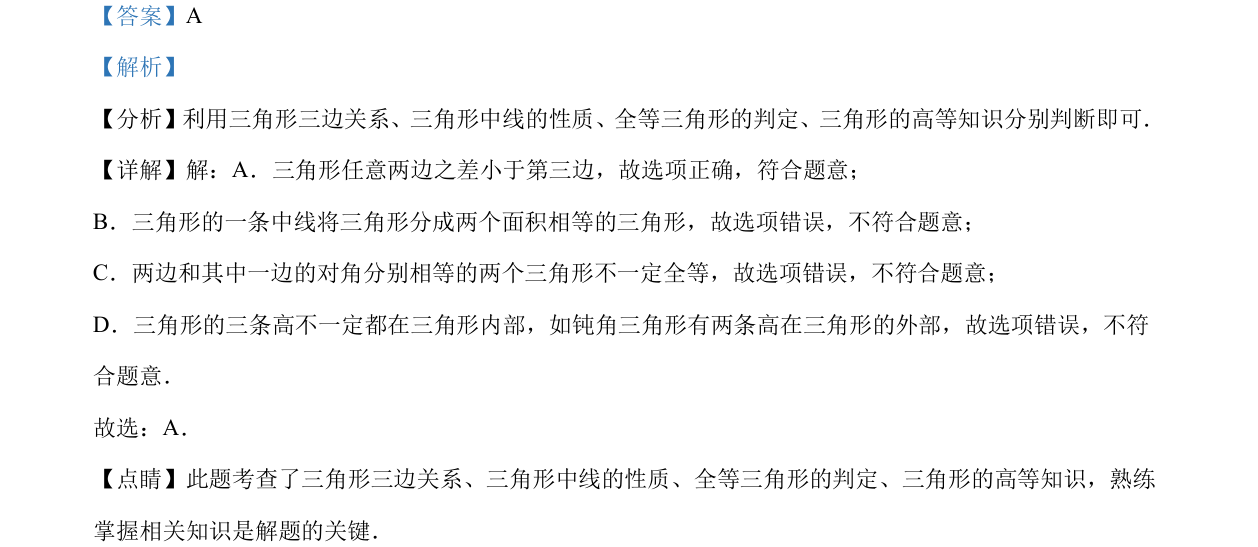 【答案】A
【解析】
【分析】利用三角形三边关系、三角形中线的性质、全等三角形的判定、三角形的高等知识分别判断即可．
【详解】解：A．三角形任意两边之差小于第三边，故选项正确，符合题意；
B．三角形的一条中线将三角形分成两个面积相等的三角形，故选项错误，不符合题意；
C．两边和其中一边的对角分别相等的两个三角形不一定全等，故选项错误，不符合题意；
D．三角形的三条高不一定都在三角形内部，如钝角三角形有两条高在三角形的外部，故选项错误，不符
合题意．
故选：A．
【点睛】此题考查了三角形三边关系、三角形中线的性质、全等三角形的判定、三角形的高等知识，熟练
掌握相关知识是解题的关键．